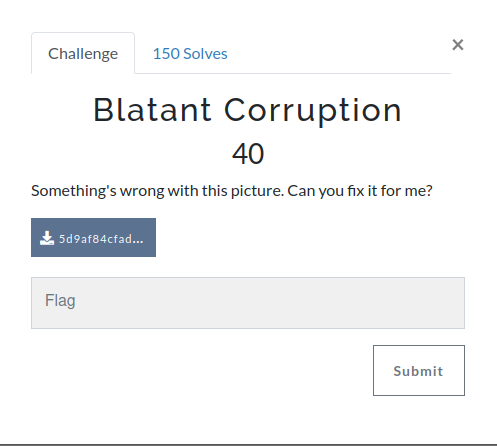 Challenge
150 Solves
×
Blatant Corruption
40
Something's wrong with this picture. Can you fix it for me?
5d9af84cfad...
Flag
Submit